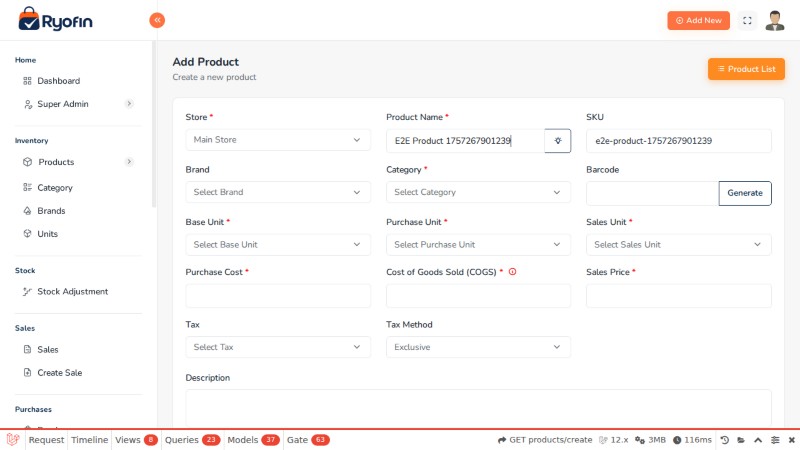 Ryofin
Add New
Home
Dashboard
Super Admin
Inventory
Products
Category
Brands
Units
Stock
Stock Adjustment
Sales
Sales
Create Sale
Purchases
Add Product
Create a new product
Product List
Store *
Product Name *
SKU
Main Store
E2E Product 1757267901239
e2e-product-1757267901239
Brand
Category *
Barcode
Select Brand
Select Category
Generate
Base Unit *
Purchase Unit *
Sales Unit *
Select Base Unit
Select Purchase Unit
Select Sales Unit
Purchase Cost *
Cost of Goods Sold (COGS) *
Sales Price *
Tax
Tax Method
Select Tax
Exclusive
Description
Request Timeline Views 8 Queries 23 Models 37 Gate 63 GET products/create 12.x 3MB 116ms